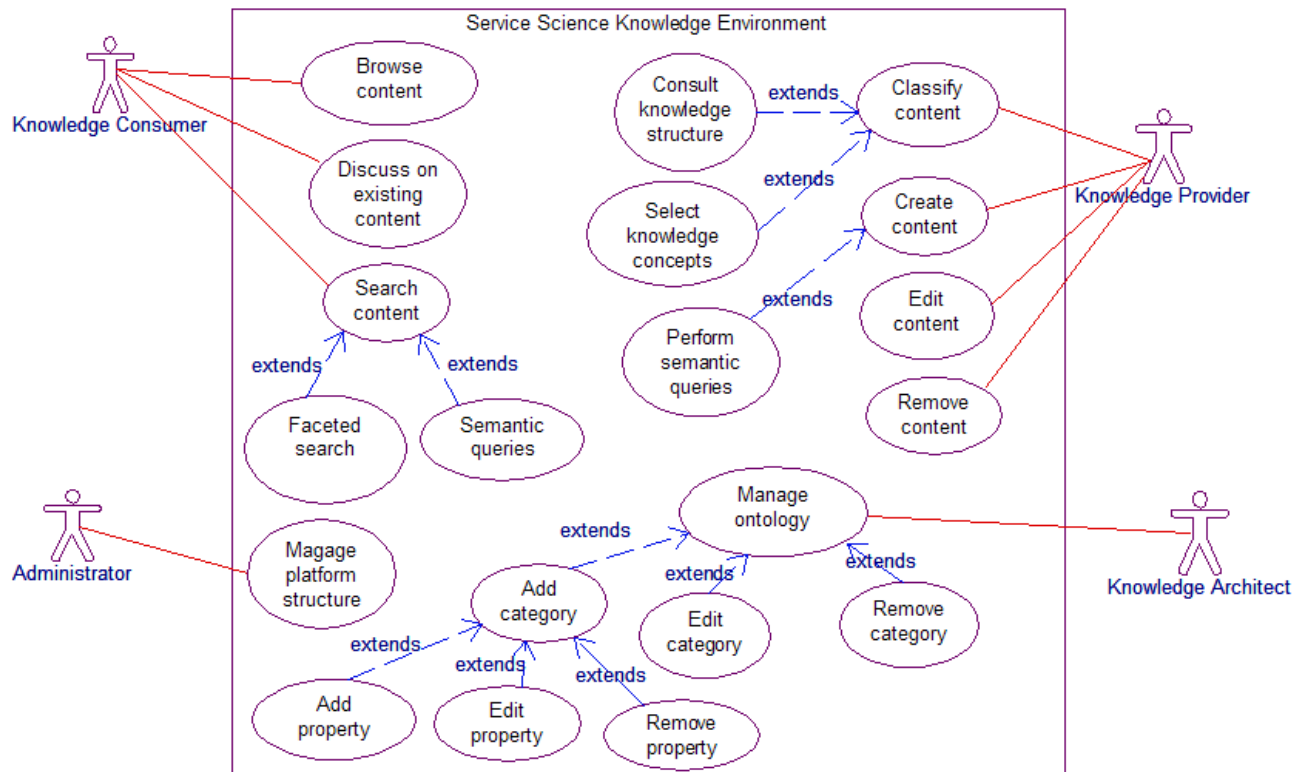 Service Science Knowledge Environment
Browse
content
Knowledge Consumer
Discuss on
existing
content
Search
content
extends
extends
Faceted
search
Semantic
queries
Consult
knowledge
structure
extends
Classify
content
extends
Select
knowledge
concepts
Create
content
Knowledge Provider
extends
Perform
semantic
queries
Edit
content
Remove
content
Administrator
Magage
platform
structure
Manage
ontology
Knowledge Architect
extends
extends
extends
Add
category
Edit
category
Remove
category
extends
extends
extends
Add
property
Edit
property
Remove
property